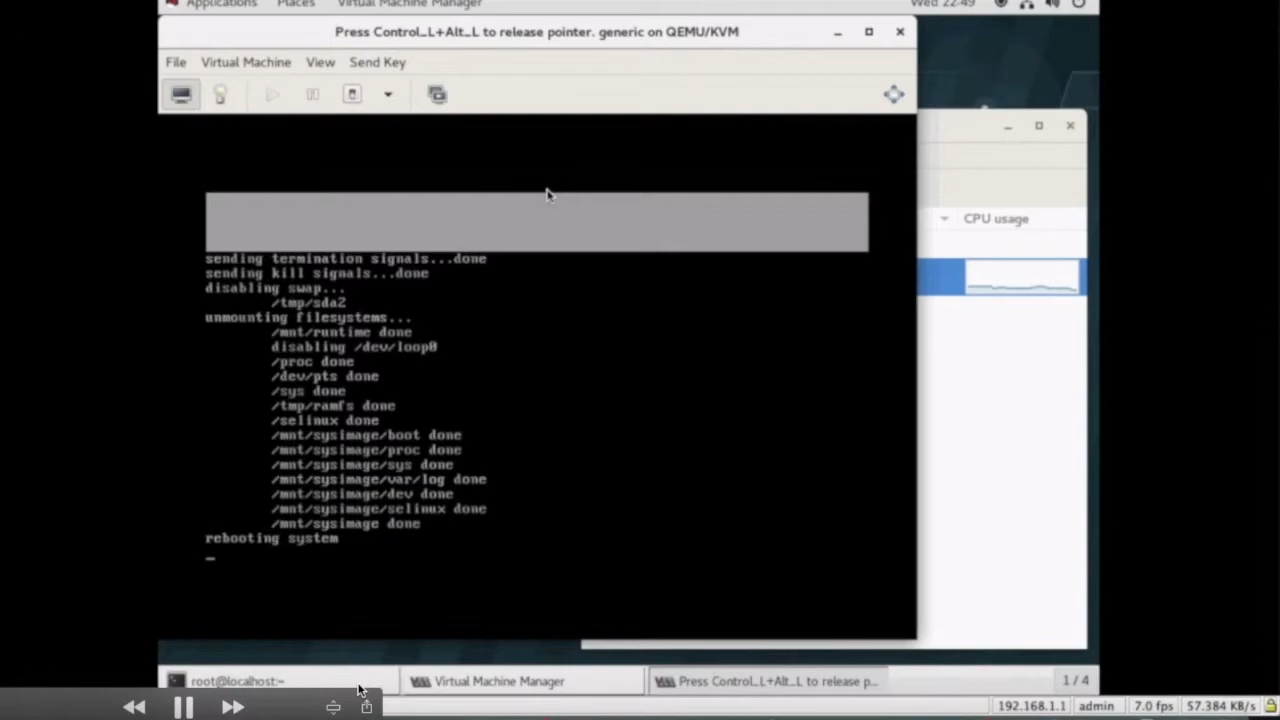 Applications Places Virtual Machine Manager Wed 22:49
Press Control_L+Alt_L to release pointer. generic on QEMU/KVM
File Virtual Machine View Send Key
CPU usage
sending termination signals...done
sending kill signals...done
disabling swap...
/tmp/sda2
unmounting filesystems...
/mnt/runtime done
disabling /dev/loop0
/proc done
/dev/pts done
/sys done
/tmp/ramfs done
/selinux done
/mnt/sysimage/boot done
/mnt/sysimage/proc done
/mnt/sysimage/sys done
/mnt/sysimage/var/log done
/mnt/sysimage/dev done
/mnt/sysimage/selinux done
/mnt/sysimage done
rebooting system
root@localhost:~ Virtual Machine Manager Press Control_L+Alt_L to release p... 1 / 4
192.168.1.1 admin 7.0 fps 57.384 KB/s